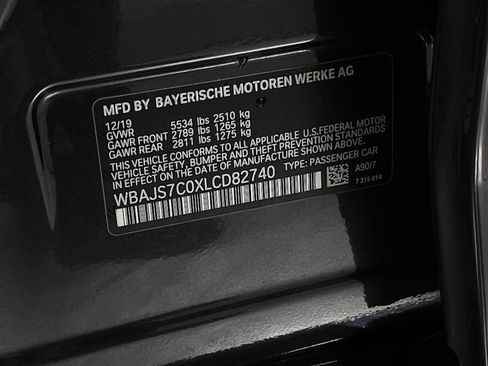 MFD BY BAYERISCHE MOTOREN WERKE AG
12/19 5534 lbs 2510 kg
GVWR
GAWR FRONT 2789 lbs 1265 kg
GAWR REAR 2811 lbs 1275 kg
THIS VEHICLE CONFORMS TO ALL APPLICABLE U.S.FEDERAL MOTOR
VEHICLE SAFETY, BUMPER AND THEFT PREVENTION STANDARDS
IN EFFECT ON THE DATE OF MANUFACTURE SHOWN ABOVE.
WBAJS7C0XLCD82740 TYPE: PASSENGER CAR
A90/7
7 315 914